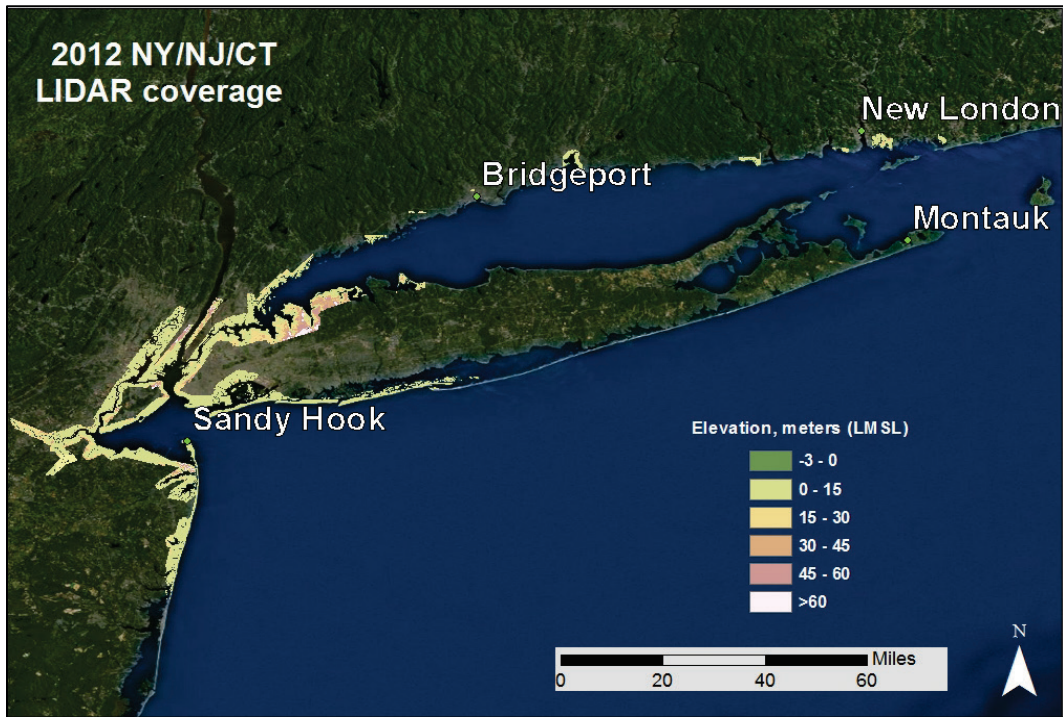 2012 NY/NJ/CT
LIDAR coverage
New London
Bridgeport
Montauk
Sandy Hook
Elevation, meters (LMSL)
-3 - 0
0 - 15
15 - 30
30 - 45
45 - 60
>60
N
Miles
0 20 40 60